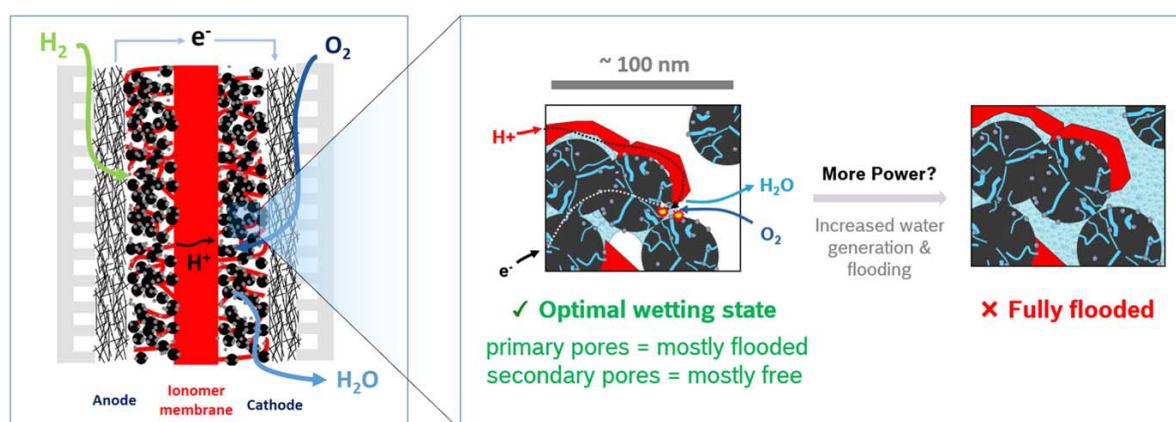 H2
e-
O2
H+
H2O
Anode
Ionomer
membrane
Cathode
~ 100 nm
H+
H2O
O2
e-
✓ Optimal wetting state
primary pores = mostly flooded
secondary pores = mostly free
More Power?
Increased water
generation &
flooding
✗ Fully flooded